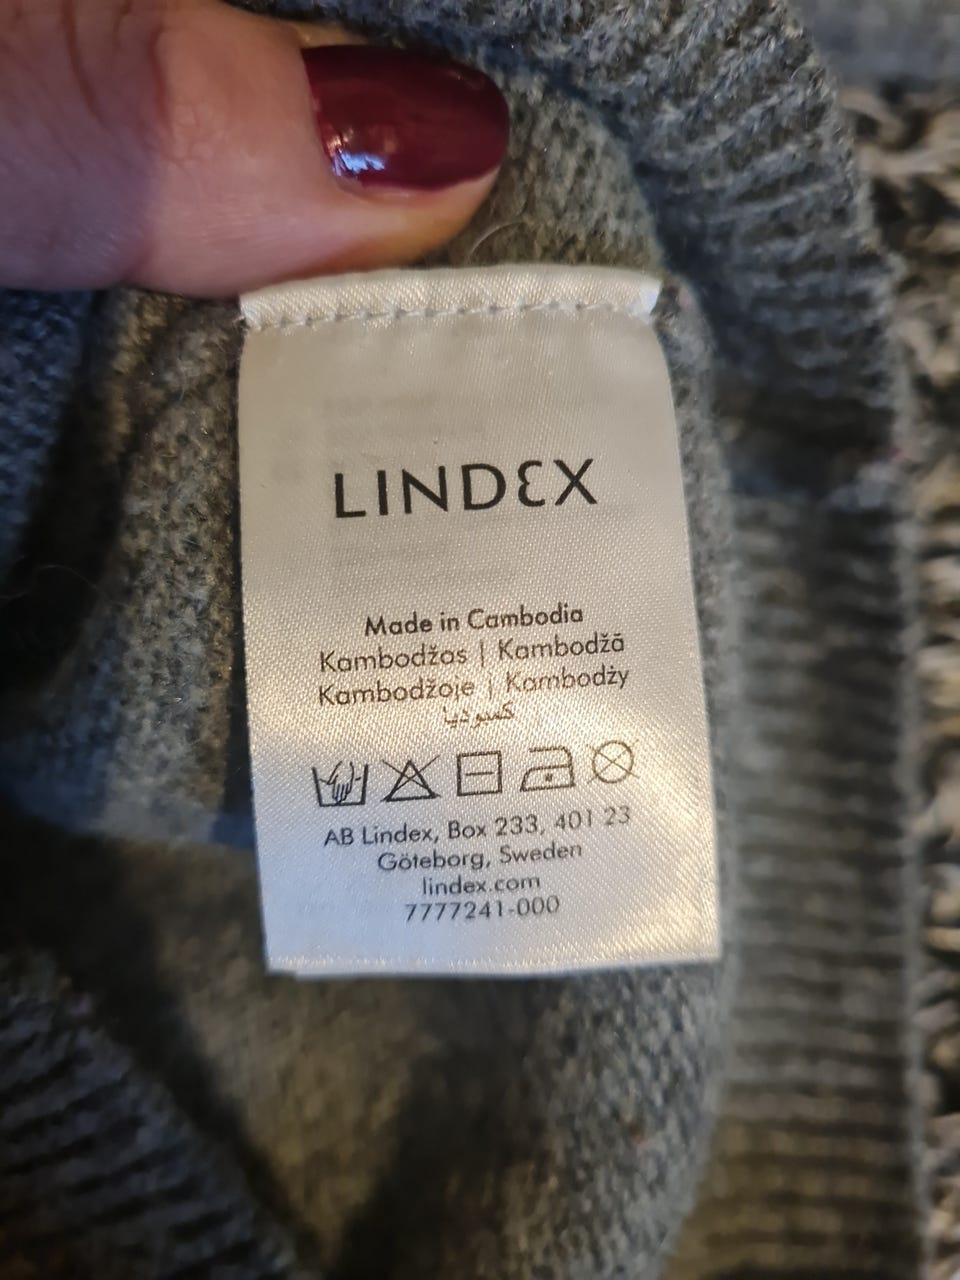 LINDEX
Made in Cambodia
Kambodžas | Kambodžā
Kambodžoje | Kambodży
كمبوديا
AB Lindex, Box 233, 401 23
Göteborg, Sweden
lindex.com
7777241-000